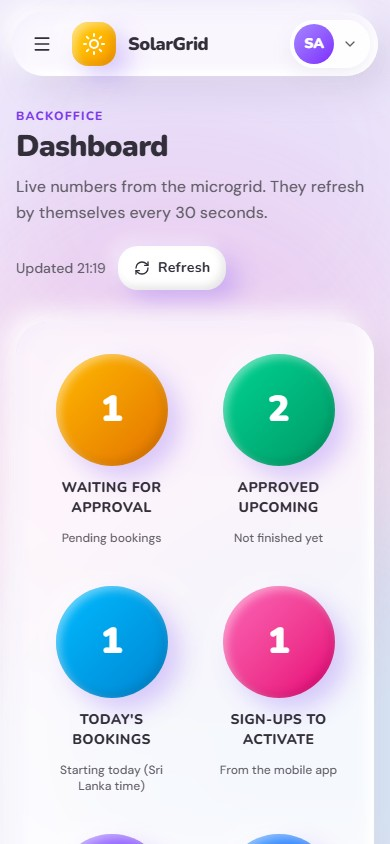 SolarGrid
SA
BACKOFFICE
Dashboard
Live numbers from the microgrid. They refresh
by themselves every 30 seconds.
Updated 21:19
Refresh
1
2
WAITING FOR
APPROVAL
APPROVED
UPCOMING
Pending bookings
Not finished yet
1
1
TODAY'S
BOOKINGS
SIGN-UPS TO
ACTIVATE
Starting today (Sri
Lanka time)
From the mobile app